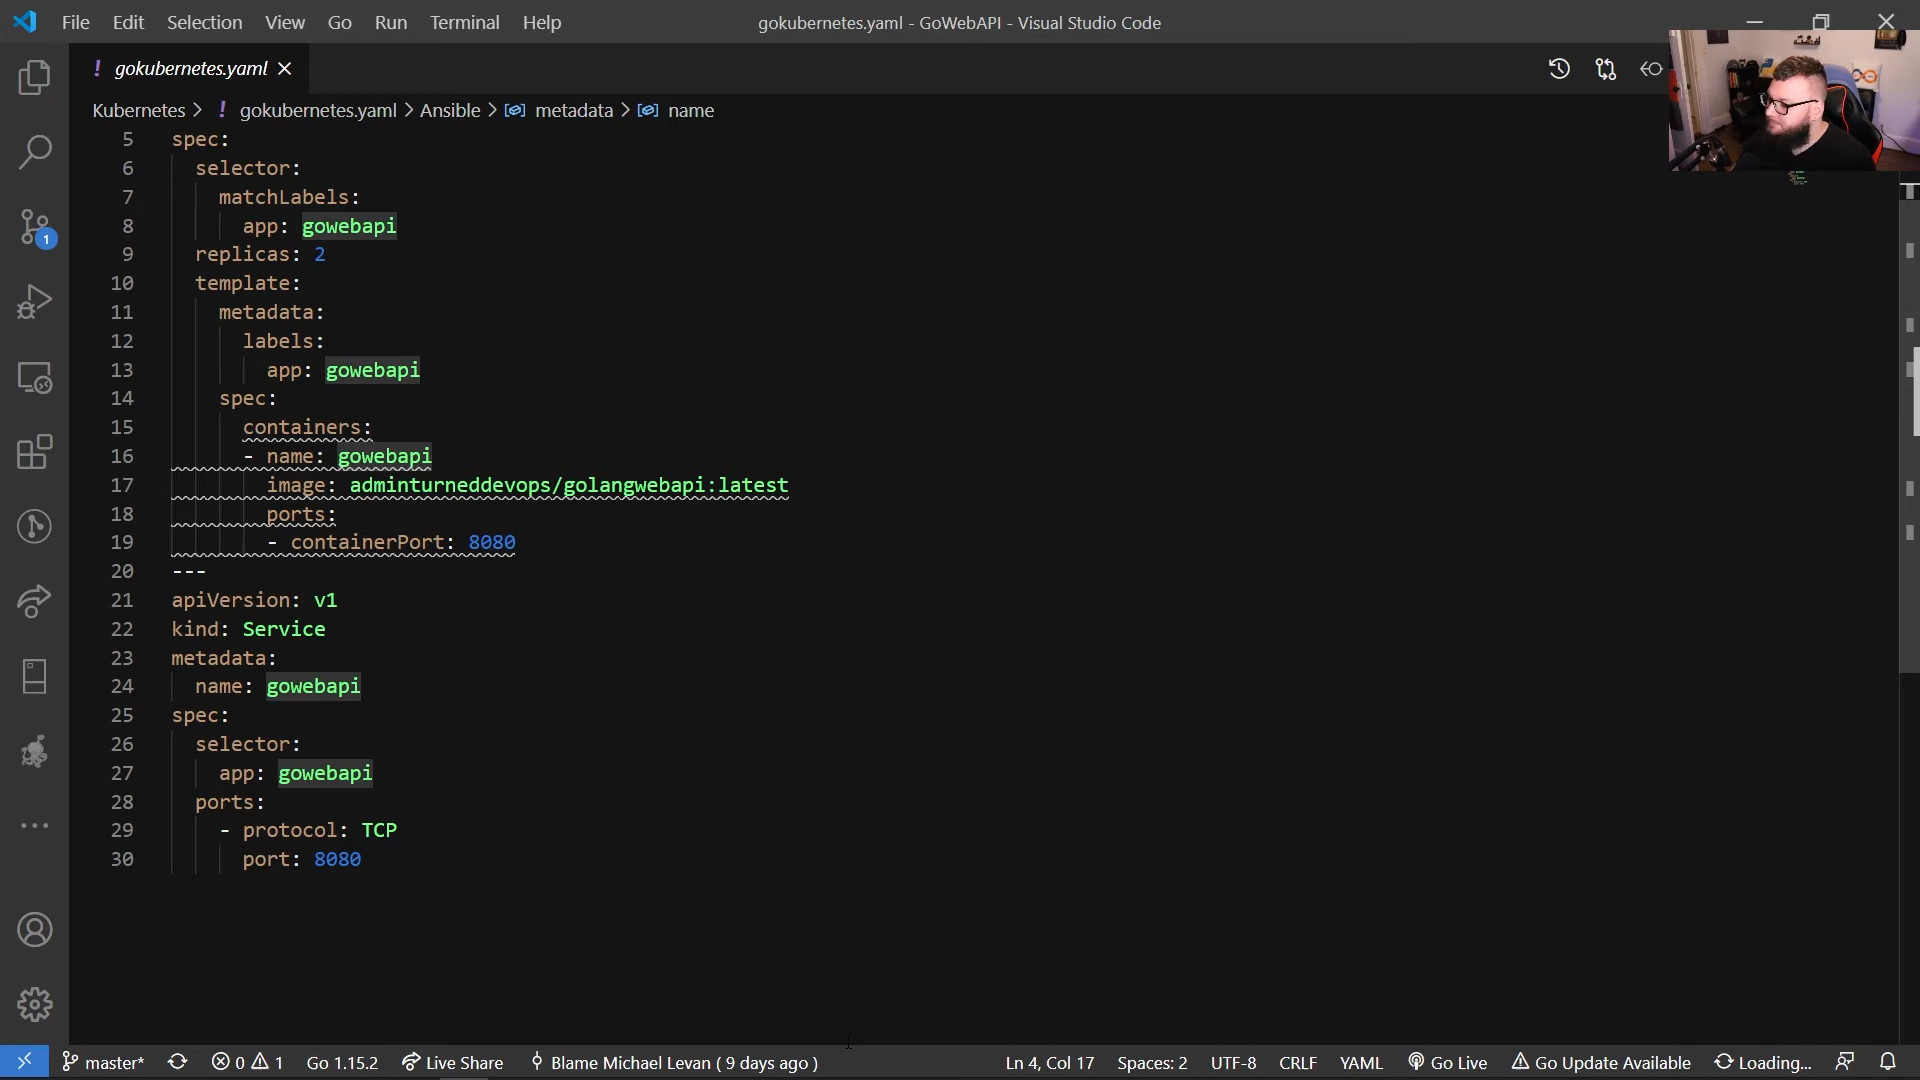 File Edit Selection View Go Run Terminal Help
gokubernetes.yaml - GoWebAPI - Visual Studio Code
! gokubernetes.yaml
Kubernetes > ! gokubernetes.yaml > Ansible > metadata > name
5 spec:
6 selector:
7 matchLabels:
8 app: gowebapi
9 replicas: 2
10 template:
11 metadata:
12 labels:
13 app: gowebapi
14 spec:
15 containers:
16 - name: gowebapi
17 image: adminturneddevops/golangwebapi:latest
18 ports:
19 - containerPort: 8080
20 ---
21 apiVersion: v1
22 kind: Service
23 metadata:
24 name: gowebapi
25 spec:
26 selector:
27 app: gowebapi
28 ports:
29 - protocol: TCP
30 port: 8080
1
master* 0 1 Go 1.15.2 Live Share Blame Michael Levan ( 9 days ago ) Ln 4, Col 17 Spaces: 2 UTF-8 CRLF YAML Go Live Go Update Available Loading...